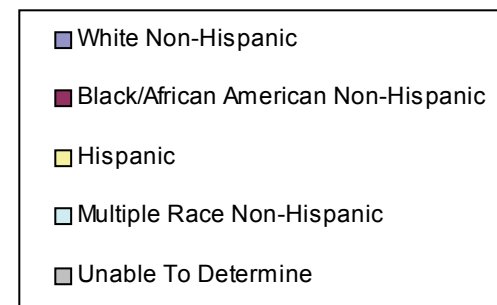 White Non-Hispanic
Black/African American Non-Hispanic
Hispanic
Multiple Race Non-Hispanic
Unable To Determine